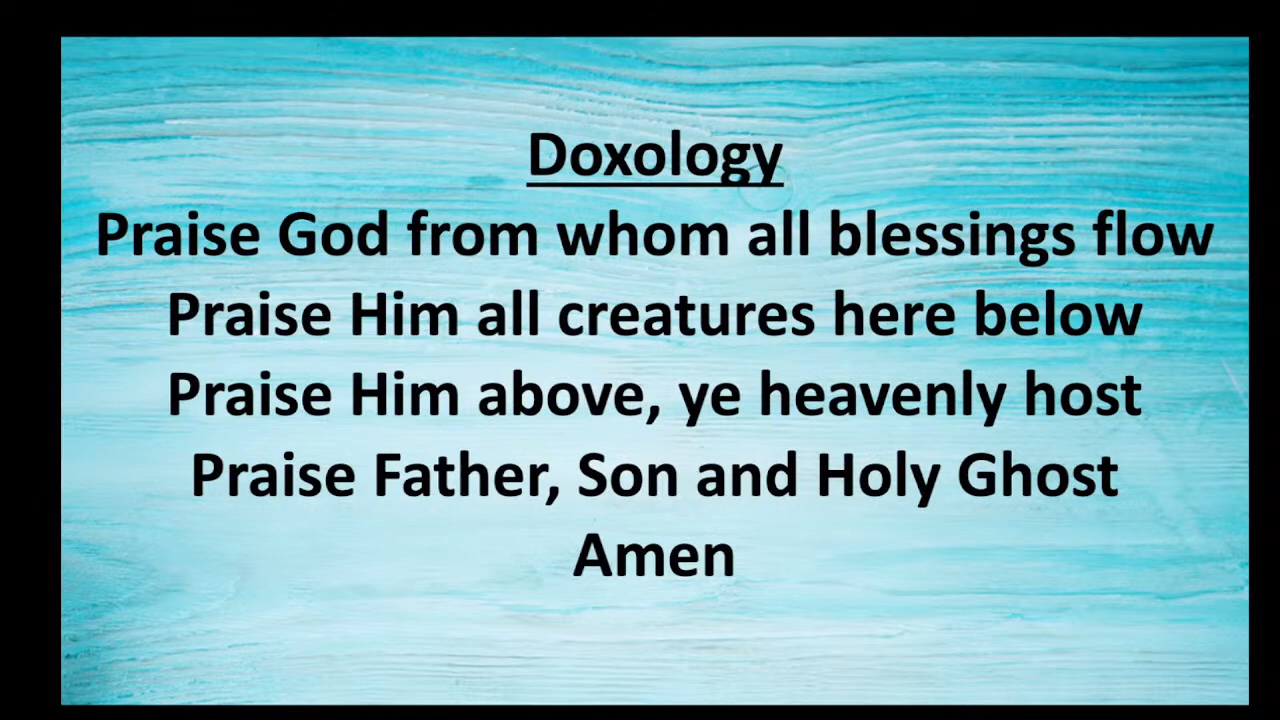 Doxology
Praise God from whom all blessings flow
Praise Him all creatures here below
Praise Him above, ye heavenly host
Praise Father, Son and Holy Ghost
Amen